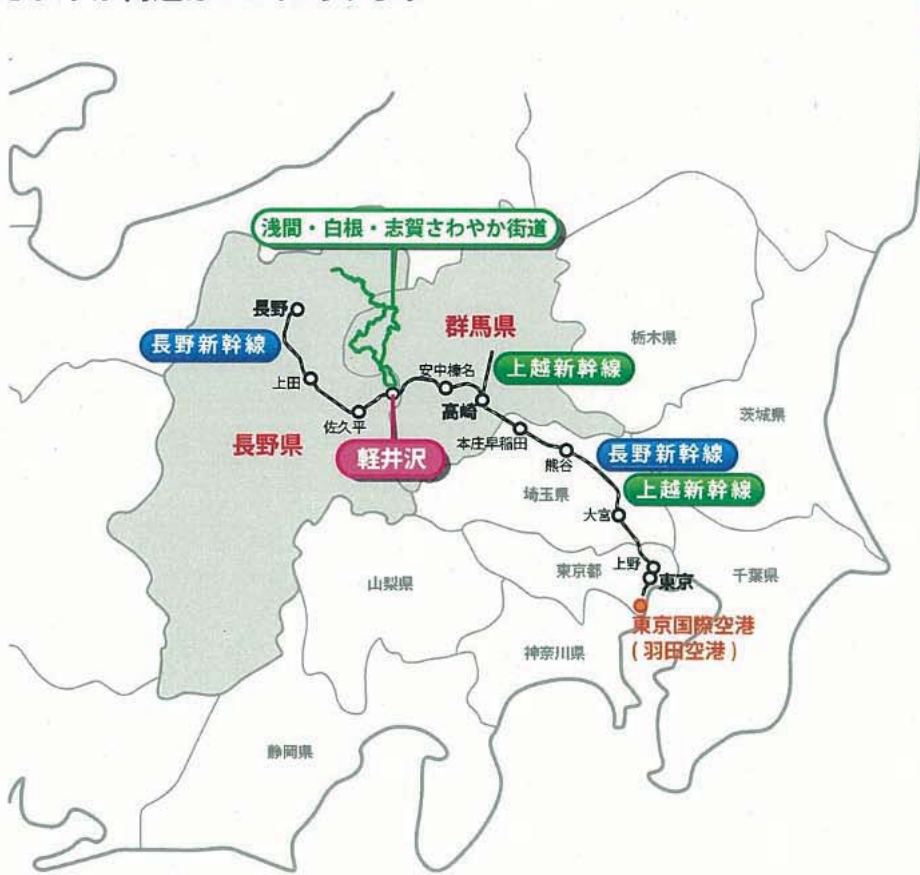 浅間・白根・志賀さわやか街道
長野
群馬県
栃木県
長野新幹線
上越新幹線
安中榛名
上田
高崎
茨城県
佐久平
本庄早稲田
長野県
軽井沢
熊谷
長野新幹線
埼玉県
上越新幹線
大宮
上野
東京都
千葉県
山梨県
東京
東京国際空港
(羽田空港)
神奈川県
静岡県